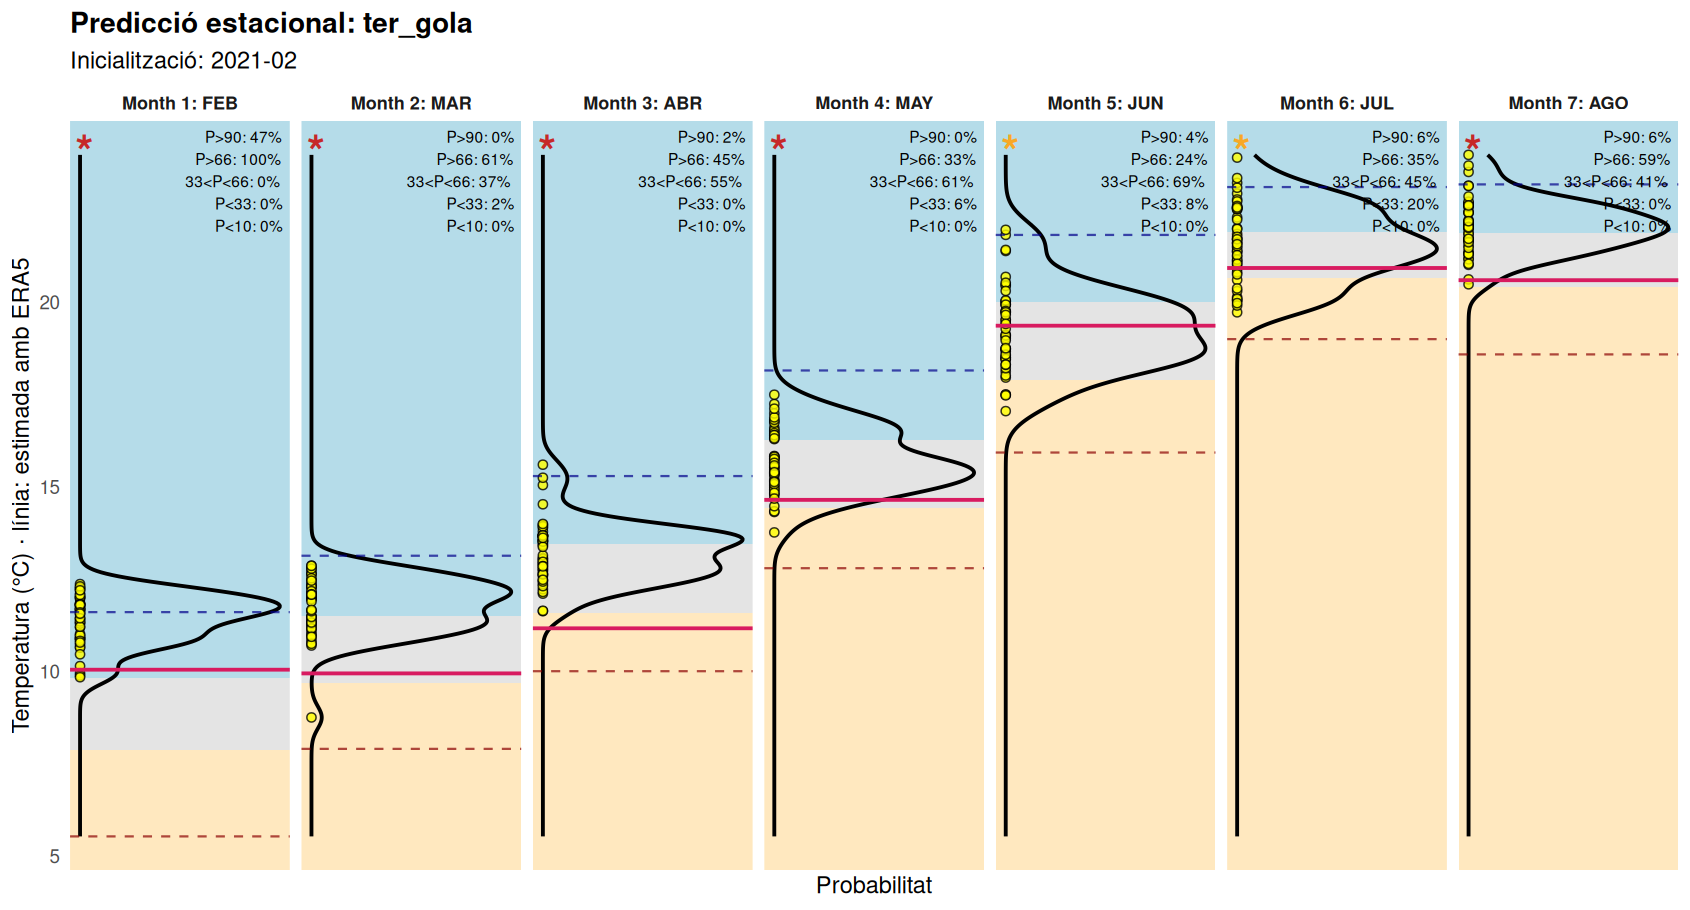 Predicció estacional: ter_gola
Inicialització: 2021-02
Month 1: FEB
Month 2: MAR
Month 3: ABR
Month 4: MAY
Month 5: JUN
Month 6: JUL
Month 7: AGO
*
P>90: 47%
P>66: 100%
33<P<66: 0%
P<33: 0%
P<10: 0%
*
P>90: 0%
P>66: 61%
33<P<66: 37%
P<33: 2%
P<10: 0%
*
P>90: 2%
P>66: 45%
33<P<66: 55%
P<33: 0%
P<10: 0%
*
P>90: 0%
P>66: 33%
33<P<66: 61%
P<33: 6%
P<10: 0%
*
P>90: 4%
P>66: 24%
33<P<66: 69%
P<33: 8%
P<10: 0%
*
P>90: 6%
P>66: 35%
33<P<66: 45%
P<33: 20%
P<10: 0%
*
P>90: 6%
P>66: 59%
33<P<66: 41%
P<33: 0%
P<10: 0%
Temperatura (°C) · línia: estimada amb ERA5
20
15
10
5
Probabilitat